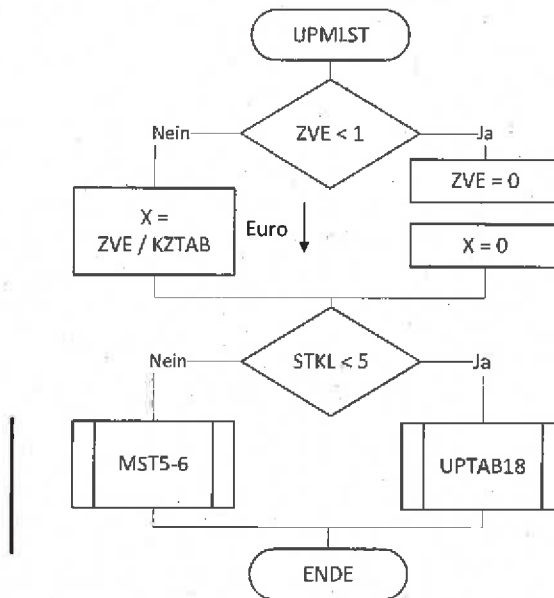 UPMLST
ZVE < 1
Nein
Ja
ZVE = 0
X =
ZVE / KZTAB
Euro
X = 0
STKL < 5
Nein
Ja
MST5-6
UPTAB18
ENDE